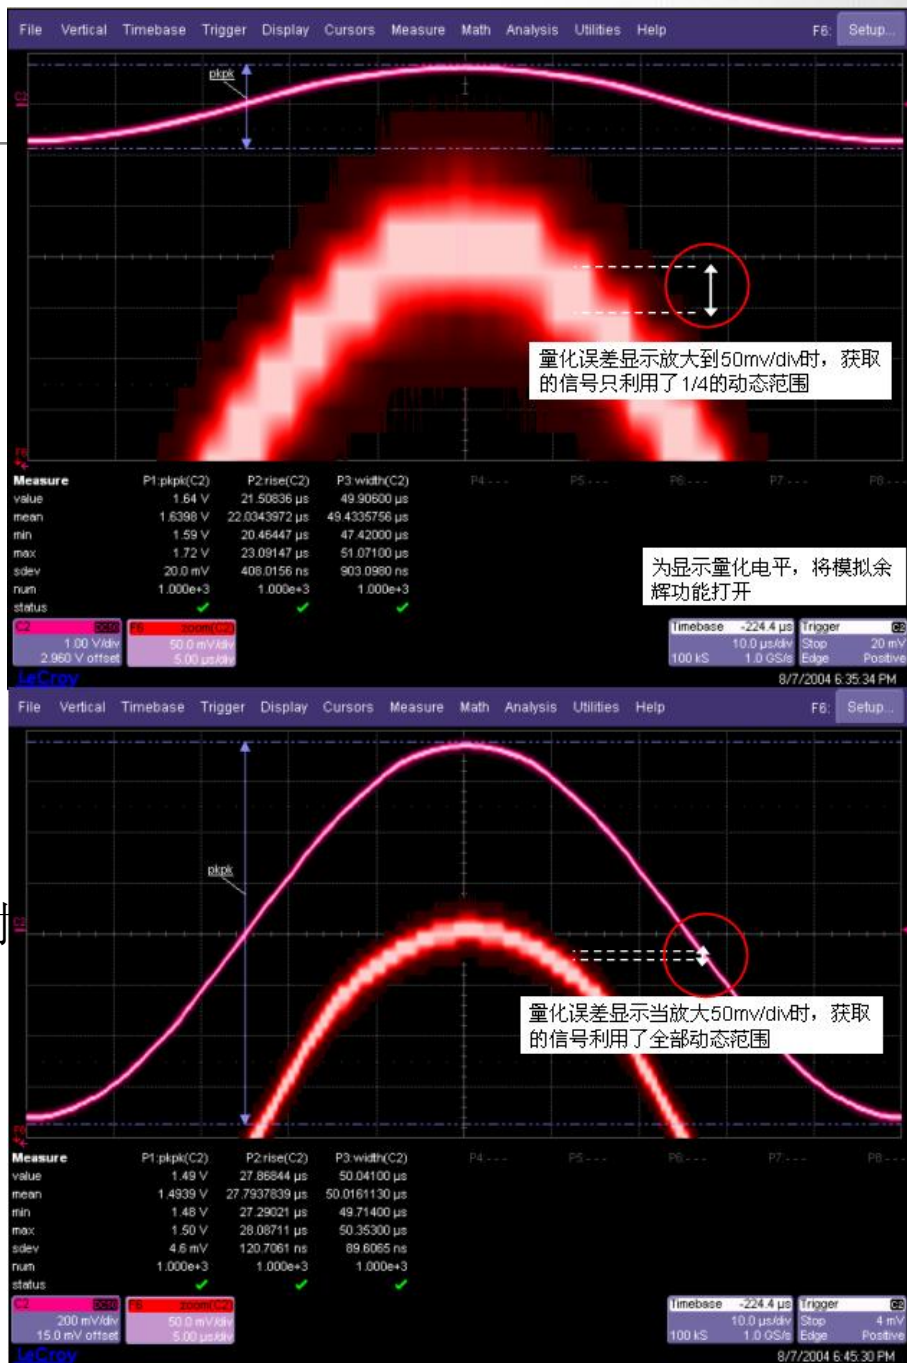 File Vertical Timebase Trigger Display Cursors Measure Math Analysis Utilities Help F6: Setup...
pkpk
C2
量化误差显示放大到50mv/div时，获取
的信号只利用了1/4的动态范围
F6
Measure P1:pkpk(C2) P2:rise(C2) P3:width(C2) P4:--- P5:--- P6:--- P7:--- P8:---
value 1.64 V 21.50836 µs 49.90600 µs
mean 1.6398 V 22.0343972 µs 49.4335756 µs
min 1.59 V 20.46447 µs 47.42000 µs
max 1.72 V 23.09147 µs 51.07100 µs
sdev 20.0 mV 408.0156 ns 903.0980 ns
num 1.000e+3 1.000e+3 1.000e+3
status
为显示量化电平，将模拟余
辉功能打开
C2 F6 zoom(C2) Timebase -224.4 µs Trigger C2
1.00 V/div 50.0 mV/div 10.0 µs/div Stop 20 mV
2.960 V offset 5.00 µs/div 100 kS 1.0 GS/s Edge Positive
LeCroy 8/7/2004 6:35:34 PM
File Vertical Timebase Trigger Display Cursors Measure Math Analysis Utilities Help F6: Setup...
pkpk
C2
量化误差显示当放大50mv/div时，获取
的信号利用了全部动态范围
F6
Measure P1:pkpk(C2) P2:rise(C2) P3:width(C2) P4:--- P5:--- P6:--- P7:--- P8:---
value 1.49 V 27.86844 µs 50.04100 µs
mean 1.4939 V 27.7937839 µs 50.0161130 µs
min 1.48 V 27.29021 µs 49.71400 µs
max 1.50 V 28.08711 µs 50.35300 µs
sdev 4.6 mV 120.7061 ns 89.6065 ns
num 1.000e+3 1.000e+3 1.000e+3
status
C2 F6 zoom(C2) Timebase -224.4 µs Trigger C2
200 mV/div 50.0 mV/div 10.0 µs/div Stop 4 mV
15.0 mV offset 5.00 µs/div 100 kS 1.0 GS/s Edge Positive
LeCroy 8/7/2004 6:45:30 PM